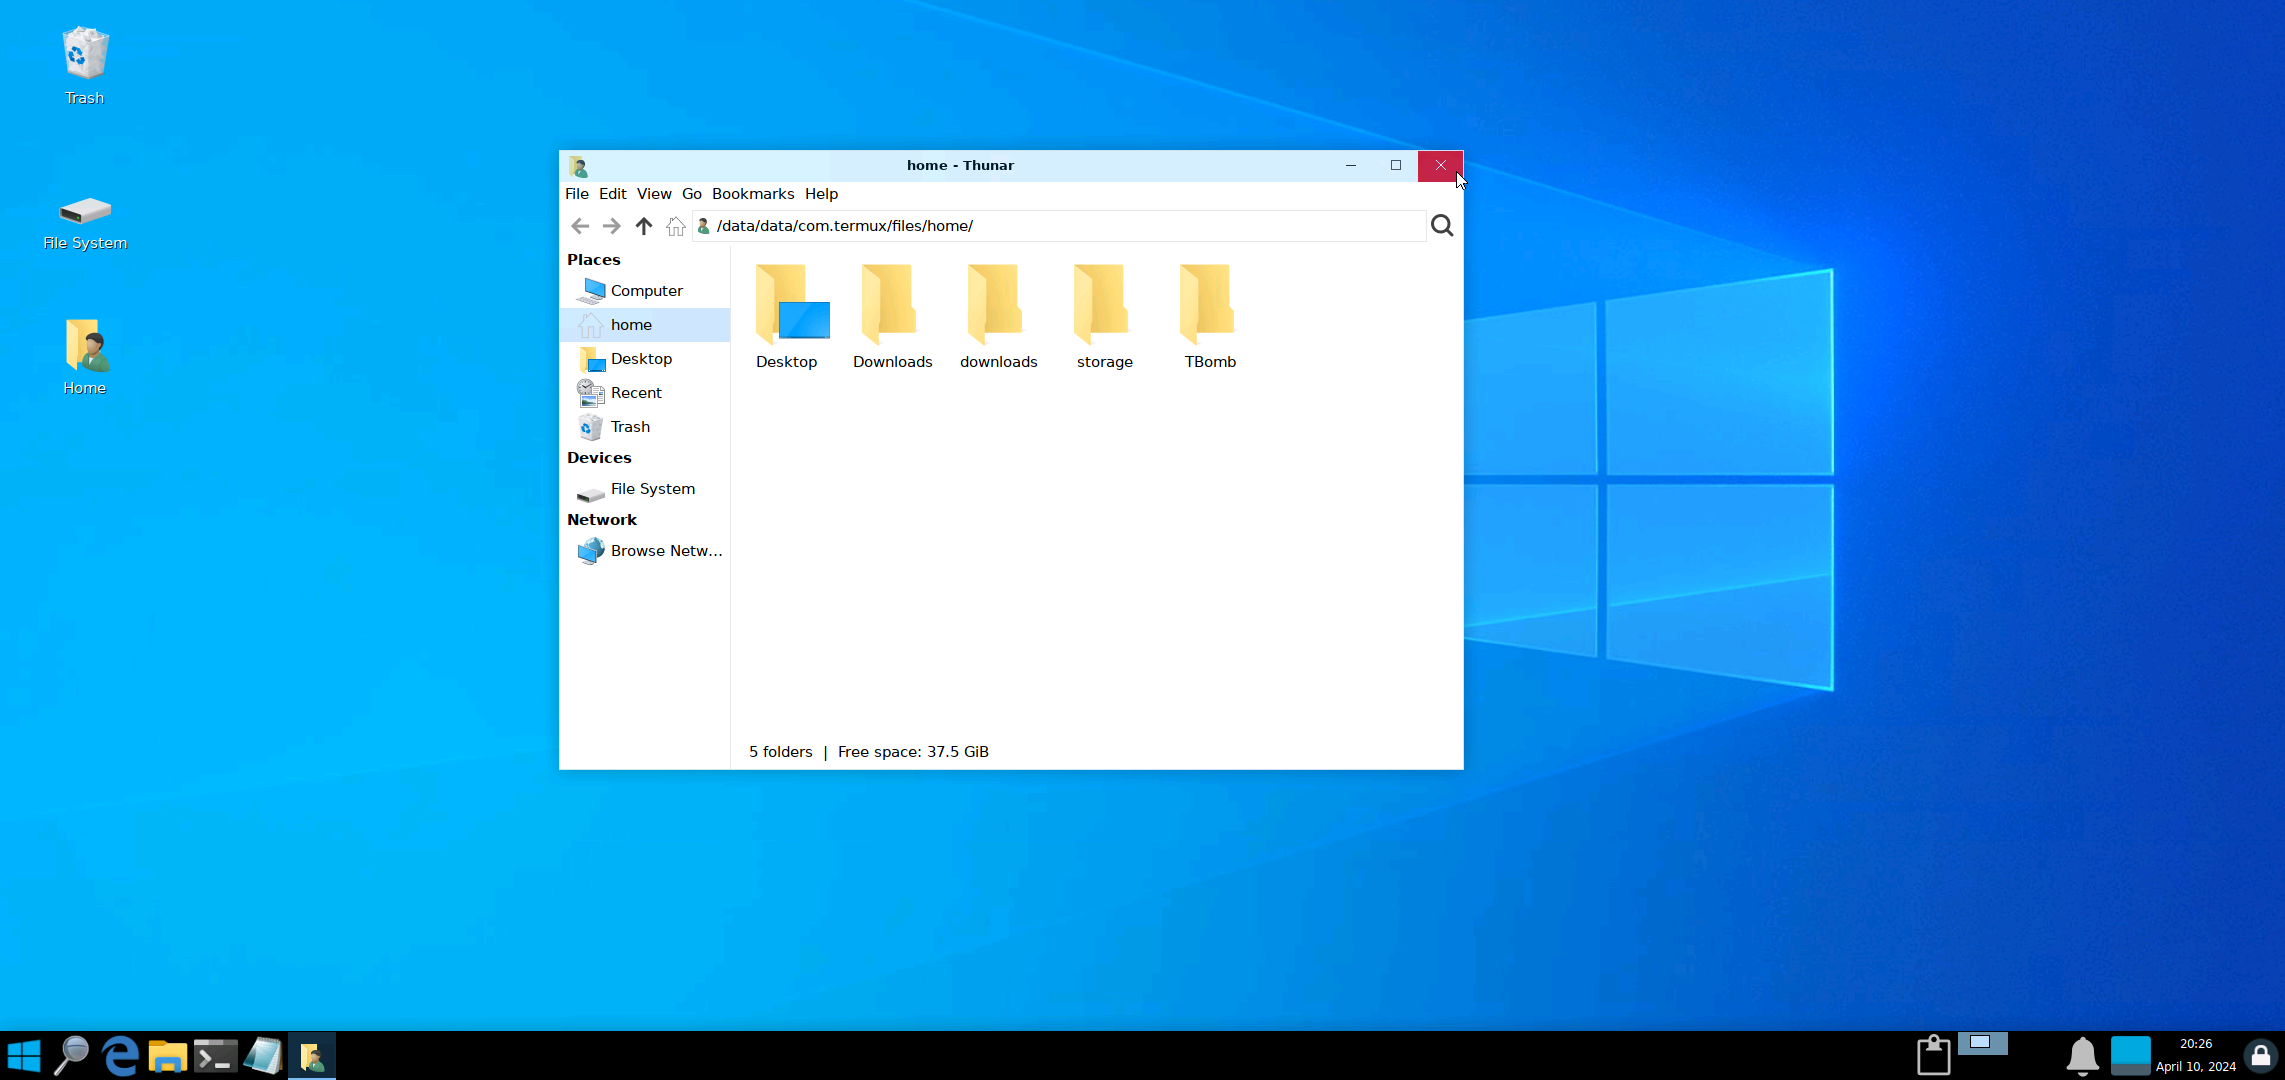 Trash
File System
Home
home - Thunar
File Edit View Go Bookmarks Help
/data/data/com.termux/files/home/
Places
Computer
home
Desktop
Recent
Trash
Devices
File System
Network
Browse Netw...
Desktop Downloads downloads storage TBomb
5 folders | Free space: 37.5 GiB
20:26
April 10, 2024